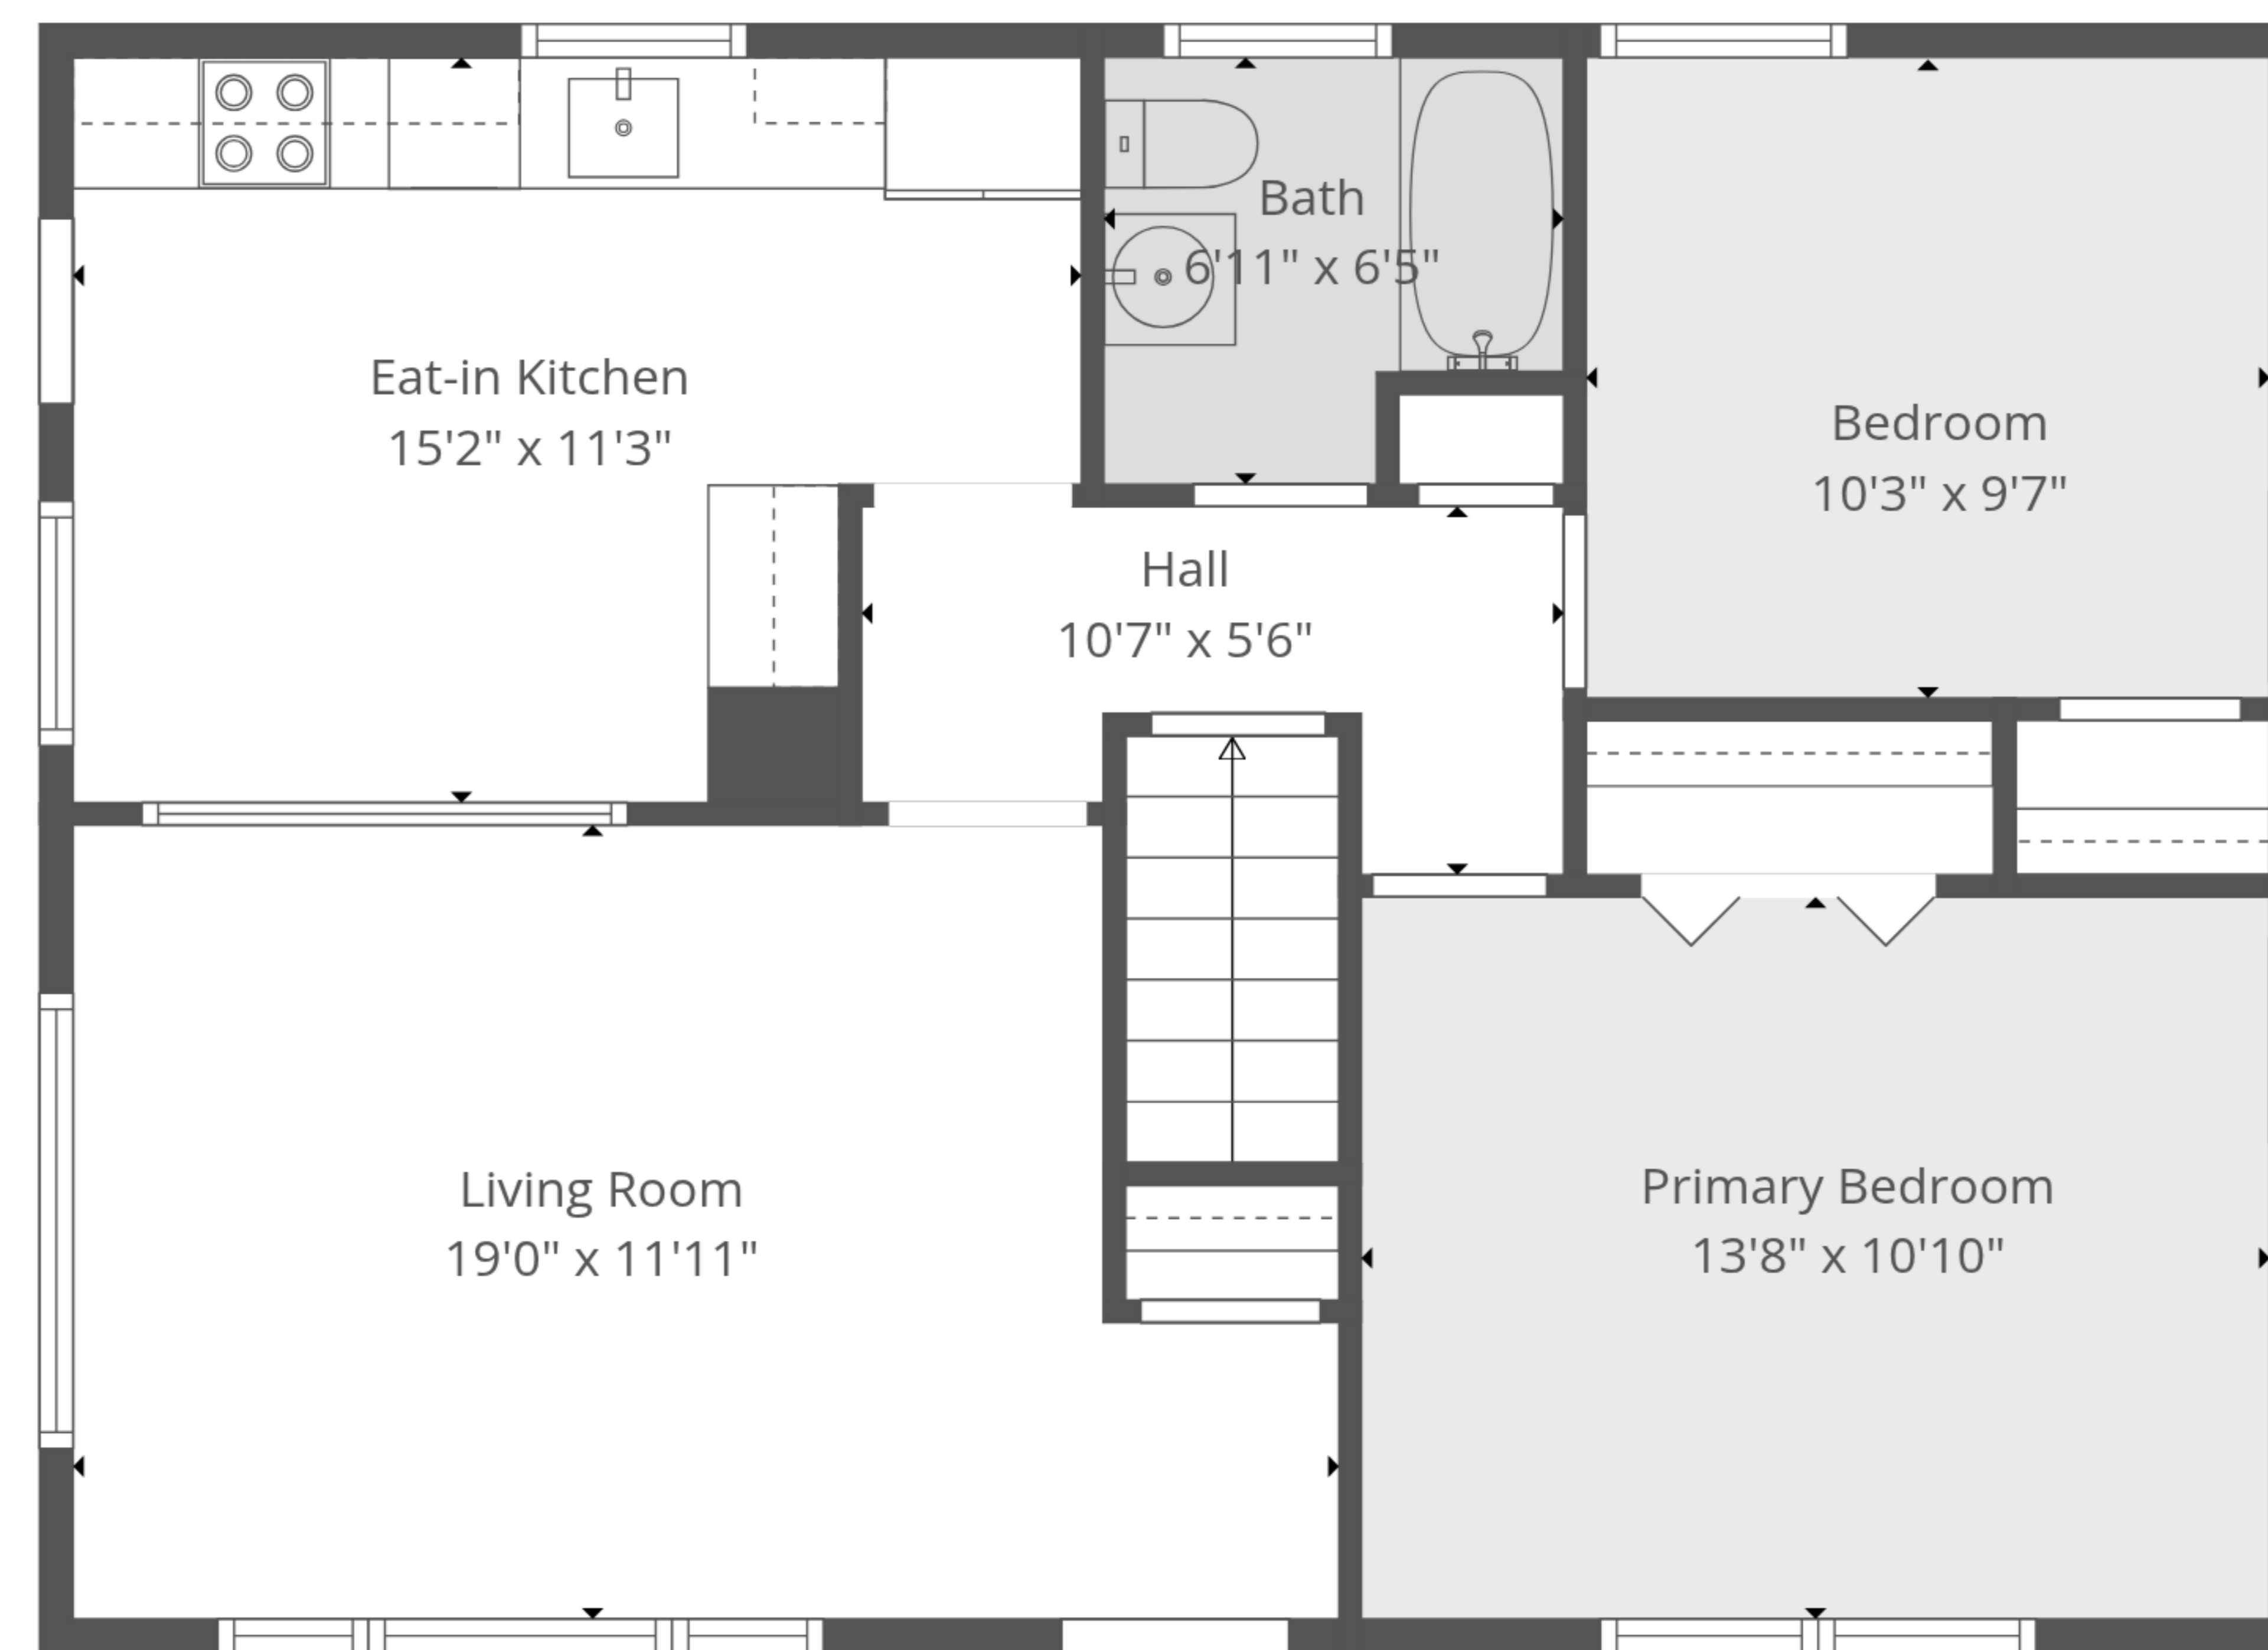 Bath
6'11" x 6'5"
Eat-in Kitchen
15'2" x 11'3"
Bedroom
10'3" x 9'7"
Hall
10'7" x 5'6"
Living Room
19'0" x 11'11"
Primary Bedroom
13'8" x 10'10"